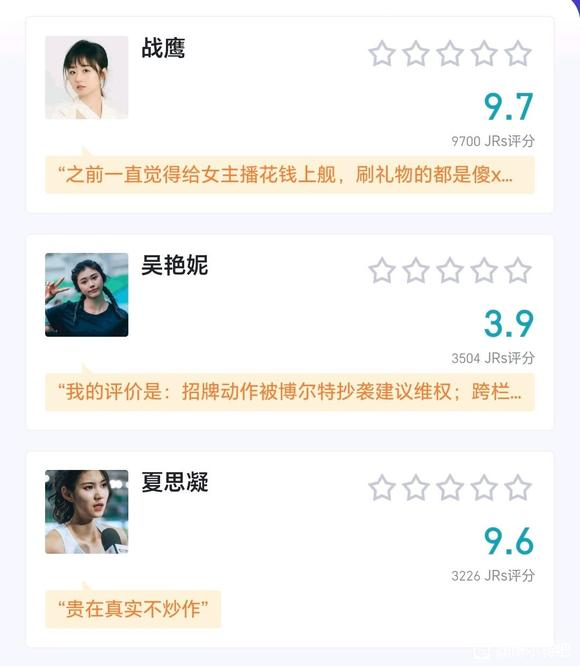 战鹰
9.7
9700 JRs评分
“之前一直觉得给女主播花钱上舰，刷礼物的都是傻x...
吴艳妮
3.9
3504 JRs评分
“我的评价是：招牌动作被博尔特抄袭建议维权；跨栏...
夏思凝
9.6
3226 JRs评分
“贵在真实不炒作”